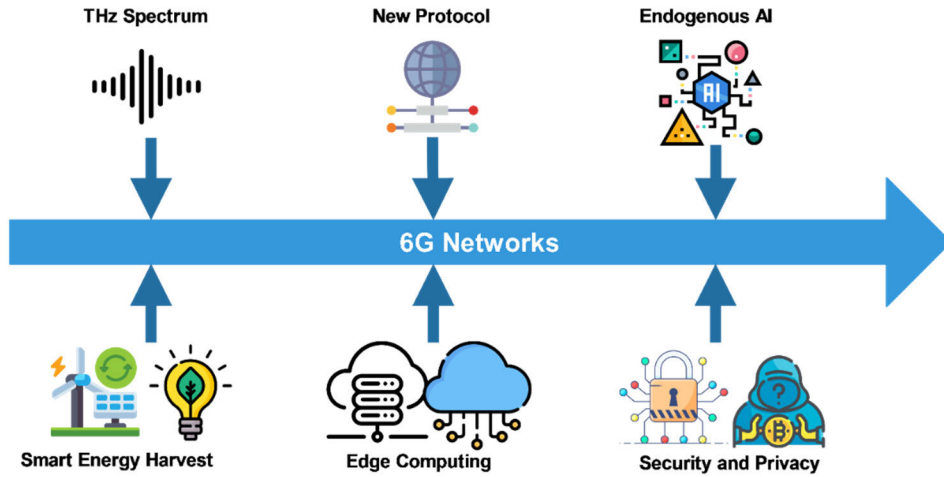 THz Spectrum
New Protocol
Endogenous AI
AI
6G Networks
?
Smart Energy Harvest
Edge Computing
Security and Privacy